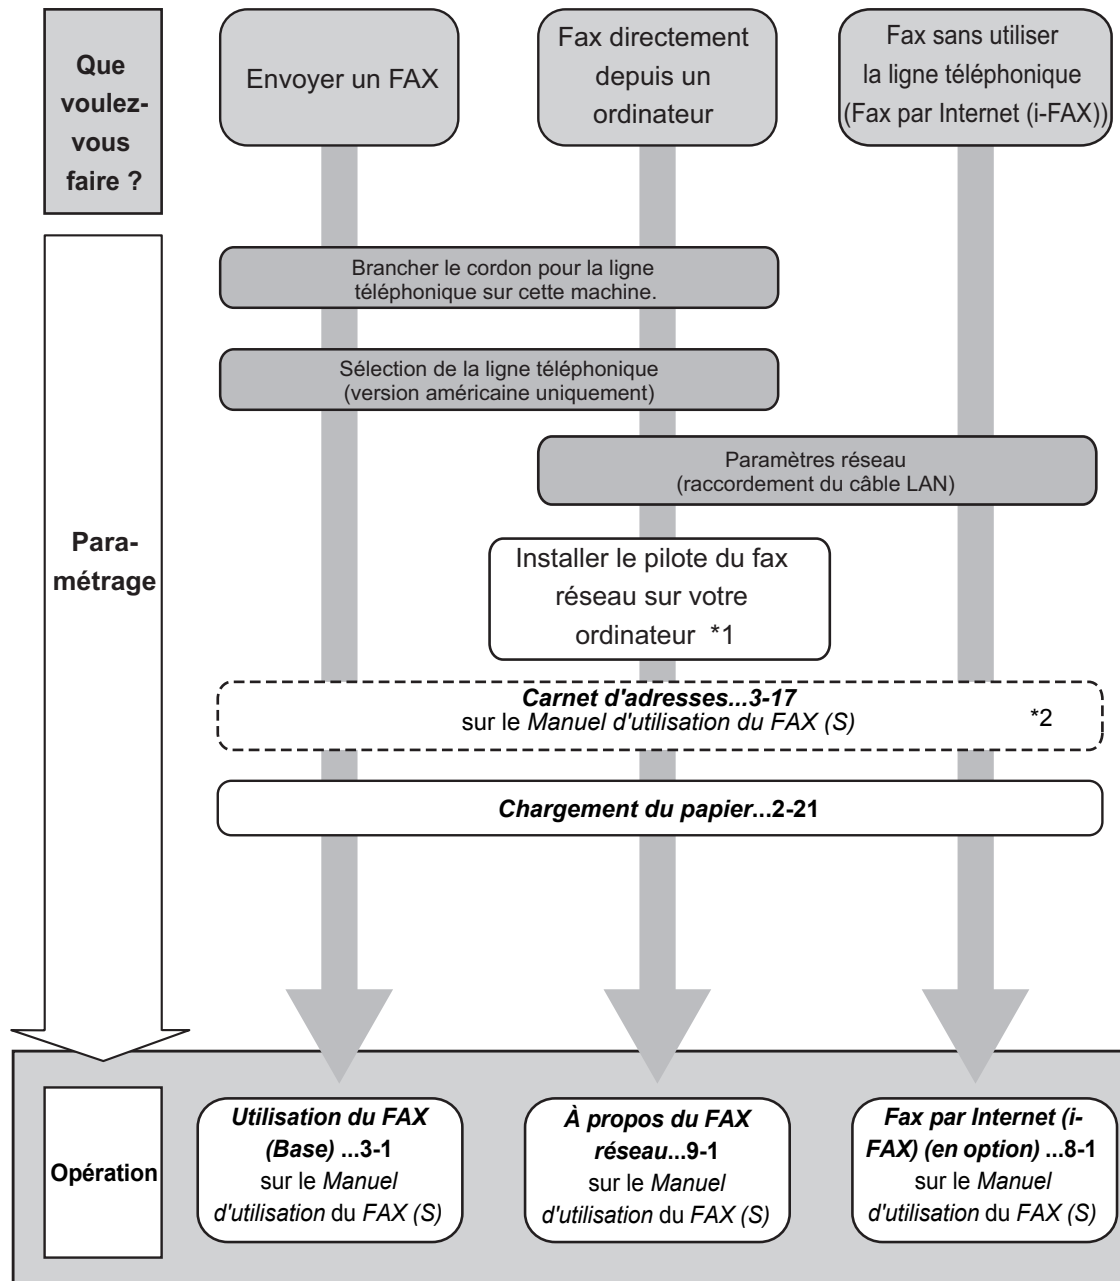 Que
voulez-
vous
faire ?
Envoyer un FAX
Fax directement
depuis un
ordinateur
Fax sans utiliser
la ligne téléphonique
(Fax par Internet (i-FAX))
Brancher le cordon pour la ligne
téléphonique sur cette machine.
Sélection de la ligne téléphonique
(version américaine uniquement)
Paramètres réseau
(raccordement du câble LAN)
Para-
métrage
Installer le pilote du fax
réseau sur votre
ordinateur *1
Carnet d'adresses...3-17
sur le Manuel d'utilisation du FAX (S) *2
Chargement du papier...2-21
Opération
Utilisation du FAX
(Base) ...3-1
sur le Manuel
d'utilisation du FAX (S)
À propos du FAX
réseau...9-1
sur le Manuel
d'utilisation du FAX (S)
Fax par Internet (i-
FAX) (en option) ...8-1
sur le Manuel
d'utilisation du FAX (S)